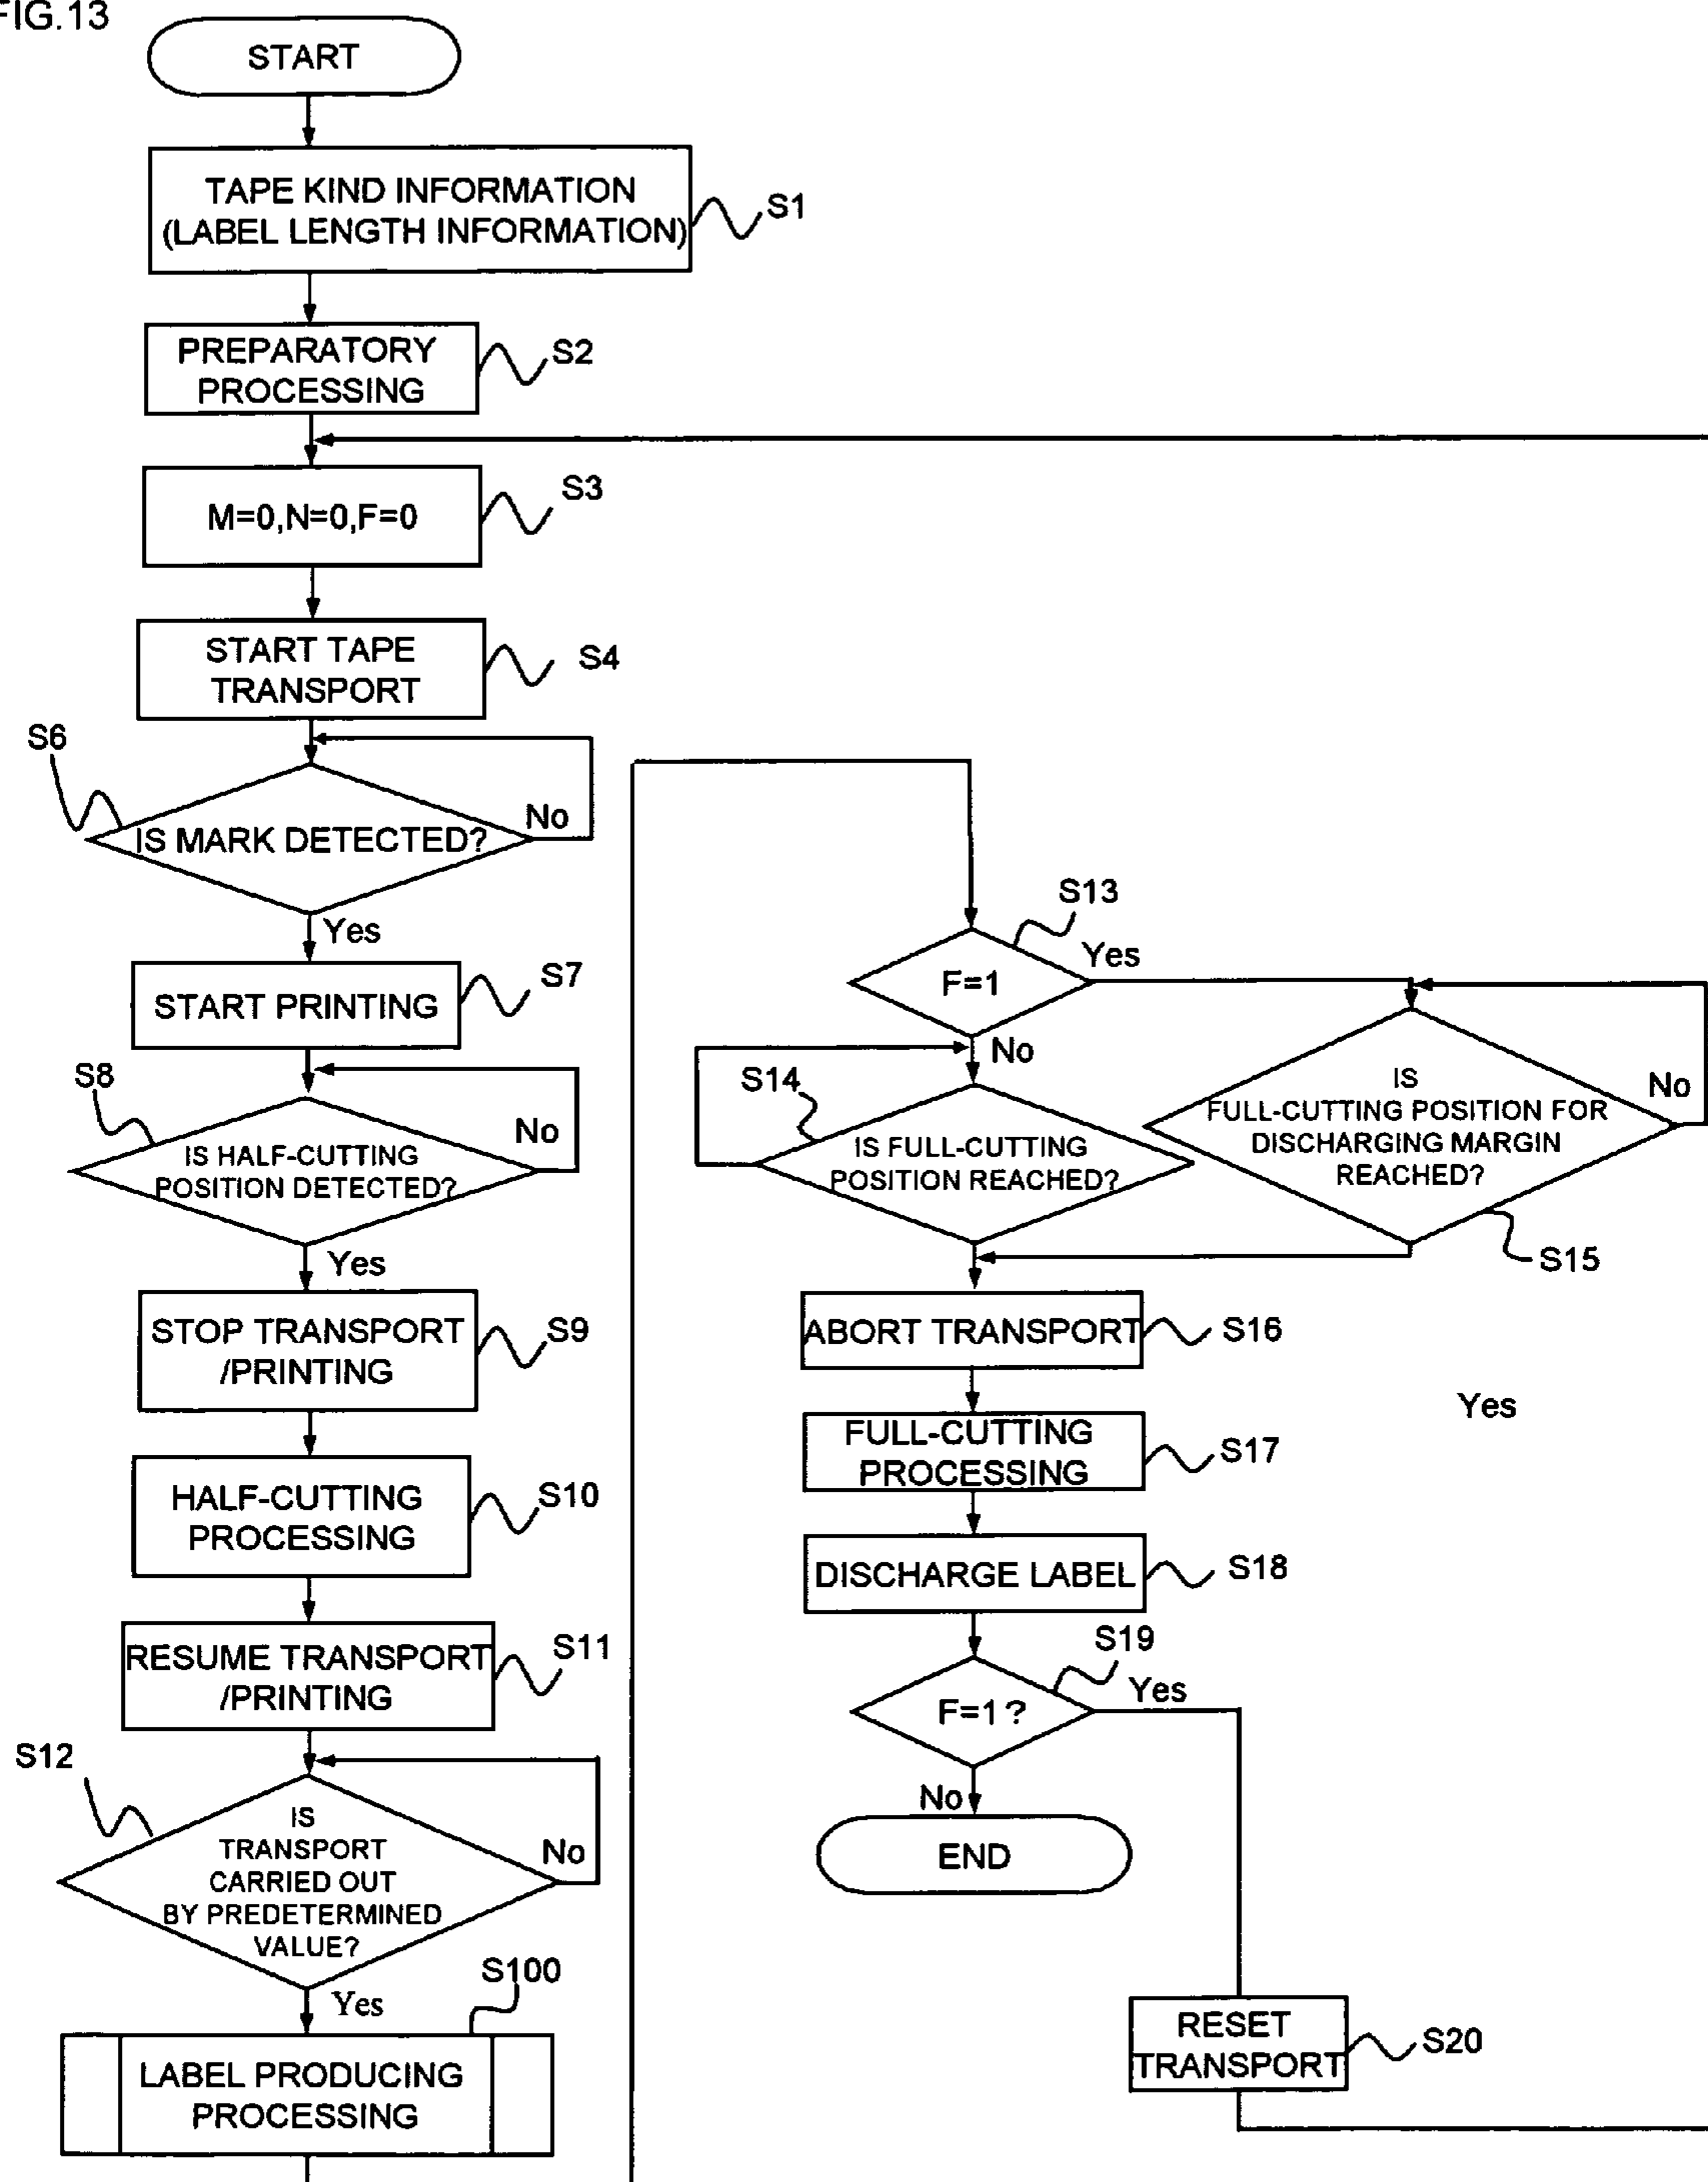 FIG.13
START
TAPE KIND INFORMATION
(LABEL LENGTH INFORMATION)
S1
PREPARATORY
PROCESSING
S2
M=0,N=0,F=0
S3
START TAPE
TRANSPORT
S4
S6
IS MARK DETECTED?
No
Yes
START PRINTING
S7
S8
IS HALF-CUTTING
POSITION DETECTED?
No
Yes
STOP TRANSPORT
/PRINTING
S9
HALF-CUTTING
PROCESSING
S10
RESUME TRANSPORT
/PRINTING
S11
S12
IS
TRANSPORT
CARRIED OUT
BY PREDETERMINED
VALUE?
No
Yes
S100
LABEL PRODUCING
PROCESSING
S13
F=1
Yes
No
S14
IS FULL-CUTTING
POSITION REACHED?
IS
FULL-CUTTING POSITION FOR
DISCHARGING MARGIN
REACHED?
No
S15
ABORT TRANSPORT
S16
Yes
FULL-CUTTING
PROCESSING
S17
DISCHARGE LABEL
S18
S19
F=1?
Yes
No
END
RESET
TRANSPORT
S20